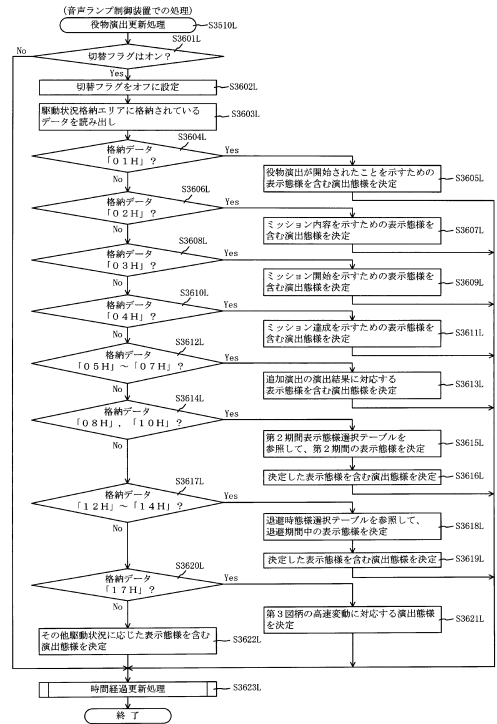 (音声ランプ制御装置での処理)
役物演出更新処理
S3510L
S3601L
切替フラグはオン?
No
Yes
切替フラグをオフに設定
S3602L
駆動状況格納エリアに格納されている
データを読み出し
S3603L
S3604L
格納データ
「01H」?
Yes
No
役物演出が開始されたことを示すための
表示態様を含む演出態様を決定
S3605L
S3606L
格納データ
「02H」?
Yes
No
ミッション内容を示すための表示態様を
含む演出態様を決定
S3607L
S3608L
格納データ
「03H」?
Yes
No
ミッション開始を示すための表示態様を
含む演出態様を決定
S3609L
S3610L
格納データ
「04H」?
Yes
No
ミッション達成を示すための表示態様を
含む演出態様を決定
S3611L
S3612L
格納データ
「05H」~「07H」?
Yes
No
追加演出の演出結果に対応する
表示態様を含む演出態様を決定
S3613L
S3614L
格納データ
「08H」,「10H」?
Yes
No
第2期間表示態様選択テーブルを
参照して、第2期間の表示態様を決定
S3615L
決定した表示態様を含む演出態様を決定
S3616L
S3617L
格納データ
「12H」~「14H」?
Yes
No
退避時態様選択テーブルを参照して、
退避期間中の表示態様を決定
S3618L
決定した表示態様を含む演出態様を決定
S3619L
S3620L
格納データ
「17H」?
Yes
No
第3図柄の高速変動に対応する演出態様
を決定
S3621L
その他駆動状況に応じた表示態様を含む
演出態様を決定
S3622L
時間経過更新処理
S3623L
終了